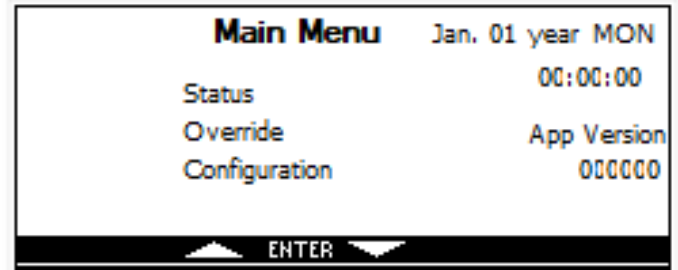 Main Menu Jan. 01 year MON
00:00:00
Status
Override App Version
Configuration 000000
ENTER